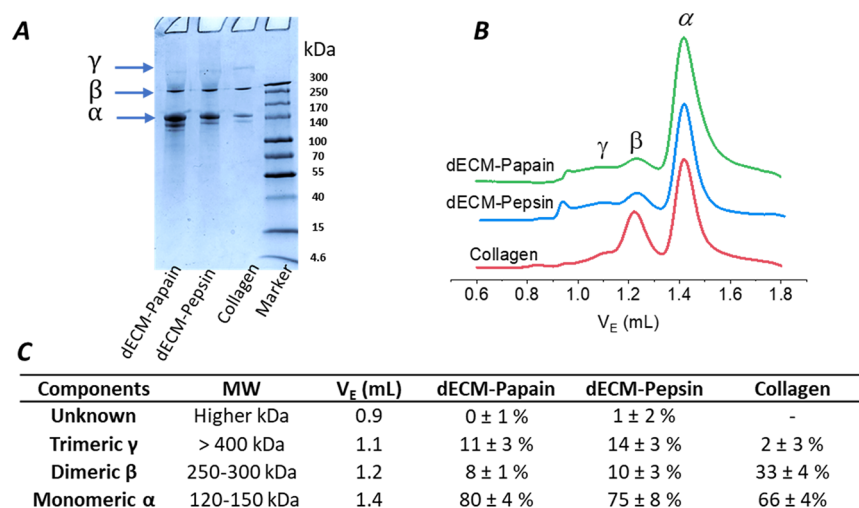 A
kDa
γ
β
α
300
250
170
140
100
70
55
40
15
4.6
dECM-Papain
dECM-Pepsin
Collagen
Marker
B
α
γ
β
dECM-Papain
dECM-Pepsin
Collagen
0.6 1.0 1.2 1.4 1.6 1.8
VE (mL)
C
Components MW VE (mL) dECM-Papain dECM-Pepsin Collagen
Unknown Higher kDa 0.9 0 ± 1 % 1 ± 2 % -
Trimeric γ > 400 kDa 1.1 11 ± 3 % 14 ± 3 % 2 ± 3 %
Dimeric β 250-300 kDa 1.2 8 ± 1 % 10 ± 3 % 33 ± 4 %
Monomeric α 120-150 kDa 1.4 80 ± 4 % 75 ± 8 % 66 ± 4%